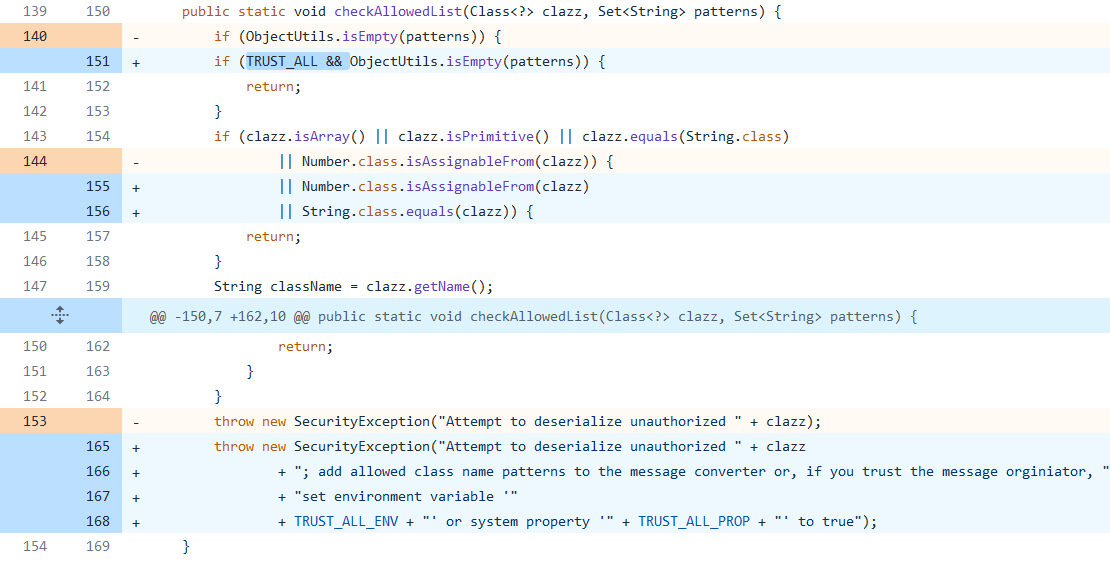 139 150 public static void checkAllowedList(Class<?> clazz, Set<String> patterns) {
140 - if (ObjectUtils.isEmpty(patterns)) {
151 + if (TRUST_ALL && ObjectUtils.isEmpty(patterns)) {
141 152 return;
142 153 }
143 154 if (clazz.isArray() || clazz.isPrimitive() || clazz.equals(String.class)
144 - || Number.class.isAssignableFrom(clazz)) {
155 + || Number.class.isAssignableFrom(clazz)
156 + || String.class.equals(clazz)) {
145 157 return;
146 158 }
147 159 String className = clazz.getName();
@@ -150,7 +162,10 @@ public static void checkAllowedList(Class<?> clazz, Set<String> patterns) {
150 162 return;
151 163 }
152 164 }
153 - throw new SecurityException("Attempt to deserialize unauthorized " + clazz);
165 + throw new SecurityException("Attempt to deserialize unauthorized " + clazz
166 + + "; add allowed class name patterns to the message converter or, if you trust the message orginiator, "
167 + + "set environment variable '"
168 + + TRUST_ALL_ENV + "' or system property '" + TRUST_ALL_PROP + "' to true");
154 169 }